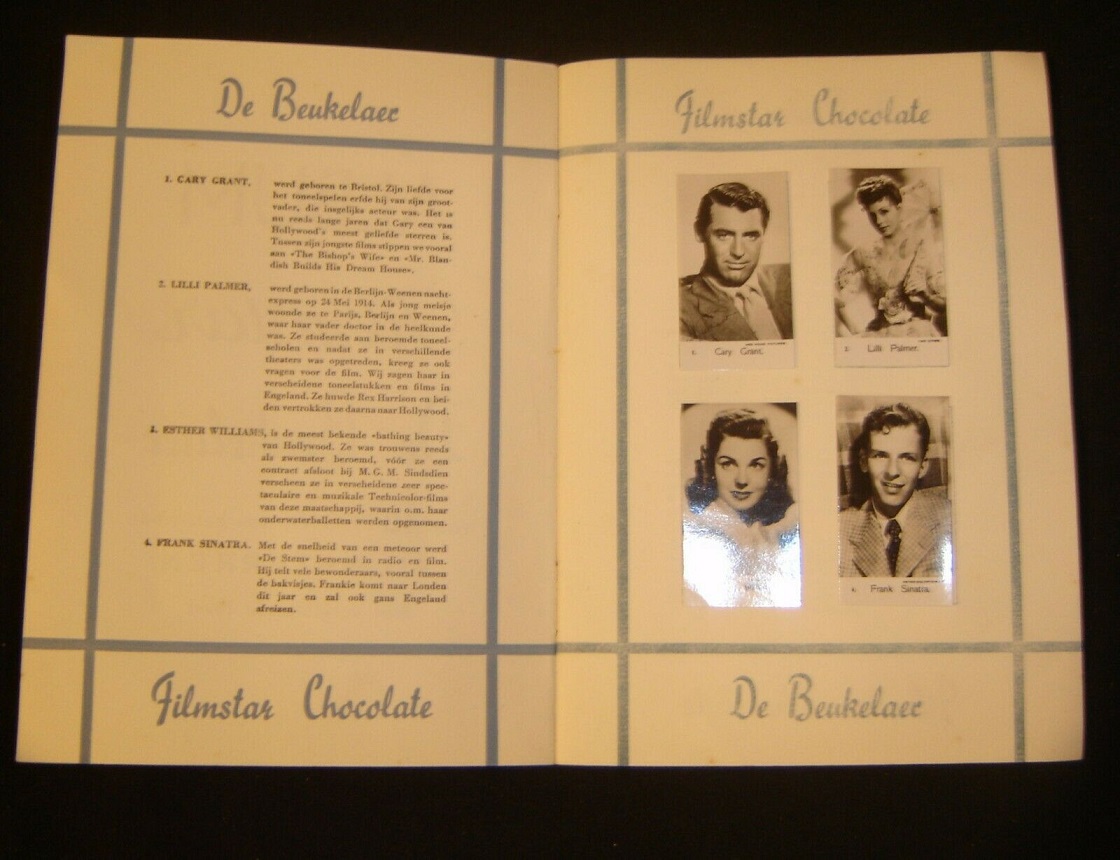 De Beukelaer
1. CARY GRANT, werd geboren te Bristol. Zijn liefde voor
het toneelspelen erfde hij van zijn groot-
vader, die insgelijks acteur was. Het is
nu reeds lange jaren dat Gary een van
Hollywood's meest geliefde sterren is.
Tussen zijn jongste films stippen we vooral
aan «The Bishop's Wife» en «Mr. Blan-
dish Builds His Dream House».
2. LILLI PALMER, werd geboren in de Berlijn-Weenen nacht-
express op 24 Mei 1914. Als jong meisje
woonde ze te Parijs, Berlijn en Weenen,
waar haar vader doctor in de heelkunde
was. Ze studeerde aan beroemde toneel-
scholen en nadat ze in verschillende
theaters was opgetreden, kreeg ze ook
vragen voor de film. Wij zagen haar in
verscheidene toneelstukken en films in
Engeland. Ze huwde Rex Harrison en bei-
den vertrokken ze daarna naar Hollywood.
3. ESTHER WILLIAMS, is de meest bekende «bathing beauty»
van Hollywood. Ze was trouwens reeds
als zwemster beroemd, vóór ze een
contract afsloot bij M. G. M. Sindsdien
verscheen ze in verscheidene zeer spec-
taculaire en muzikale Technicolor-films
van deze maatschappij, waarin o.m. haar
onderwaterballetten werden opgenomen.
4. FRANK SINATRA. Met de snelheid van een meteoor werd
«De Stem» beroemd in radio en film.
Hij telt vele bewonderaars, vooral tussen
de bakvisjes. Frankie komt naar Londen
dit jaar en zal ook gans Engeland
afreizen.
Filmstar Chocolate
Filmstar Chocolate
1. Cary Grant.
2. Lilli Palmer.
4. Frank Sinatra.
De Beukelaer